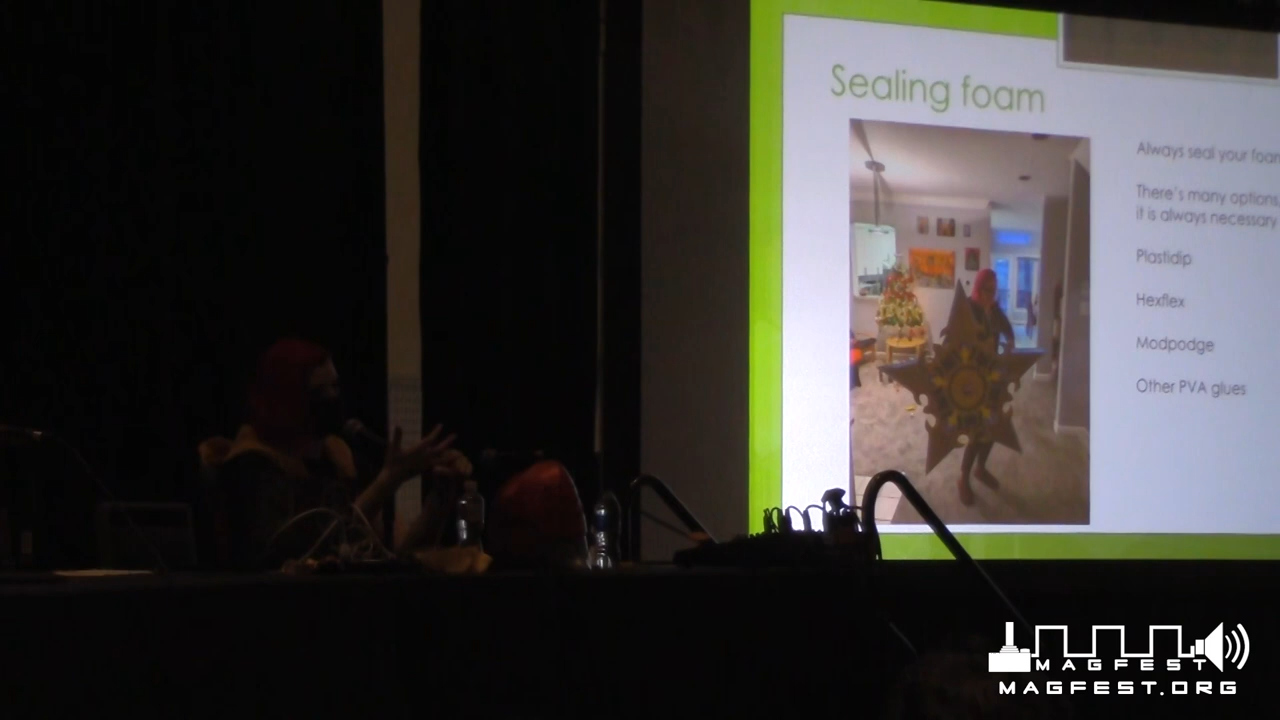 Sealing foam
Always seal your foam
There's many options,
it is always necessary
Plastidip
Hexflex
Modpodge
Other PVA glues
MAGFEST
MAGFEST.ORG